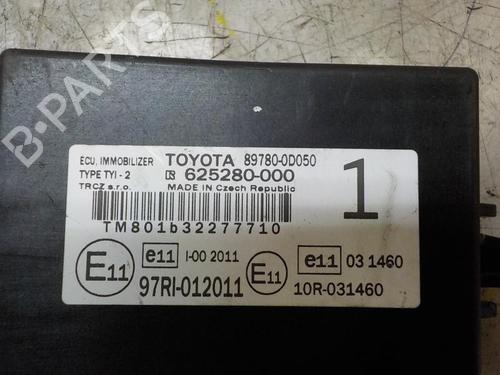 B-PARTS
ECU, IMMOBILIZER TOYOTA 89780-0D050
TYPE TYI-2 625280-000 1
TRCZ s.r.o. MADE IN Czech Republic
TM801b32277710
E11 e11 I-00 2011 e11 03 1460
97RI-012011 E11 10R-031460